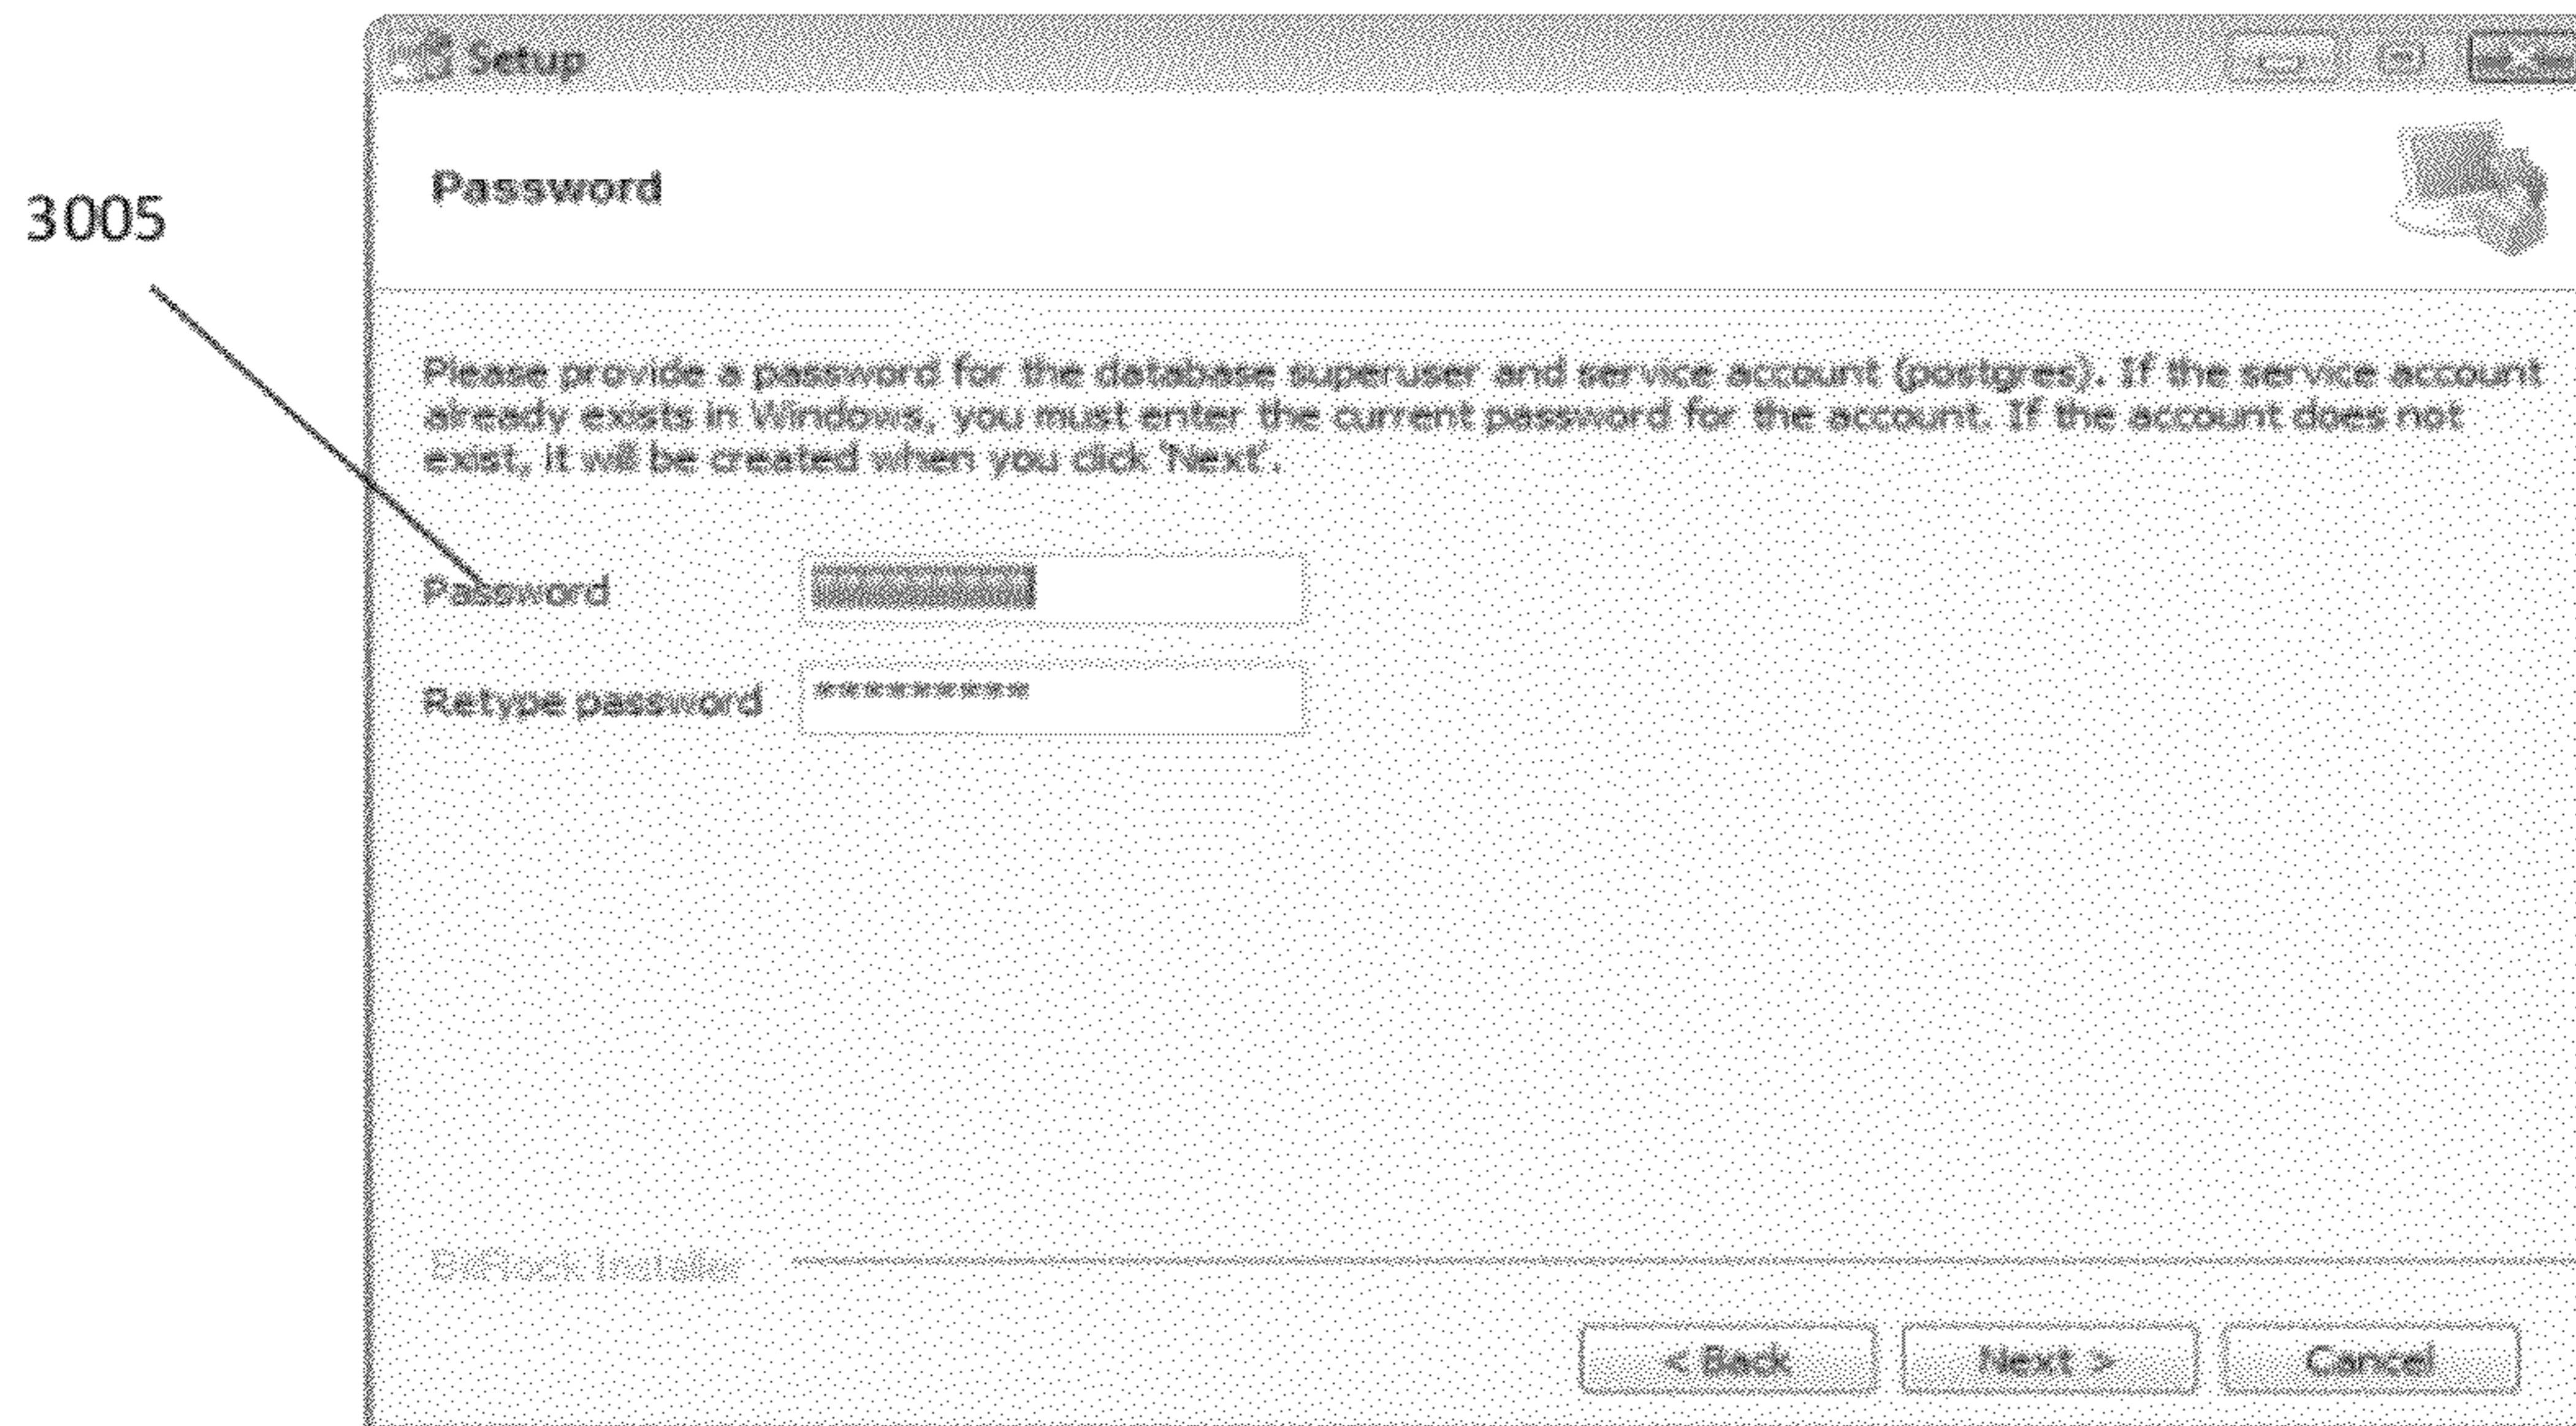 Setup
Password
3005
Please provide a password for the database superuser and service account (postgres). If the service account
already exists in Windows, you must enter the current password for the account. If the account does not
exist, it will be created when you click 'Next'.
Password
Retype password *********
BitRock Installer
< Back Next > Cancel